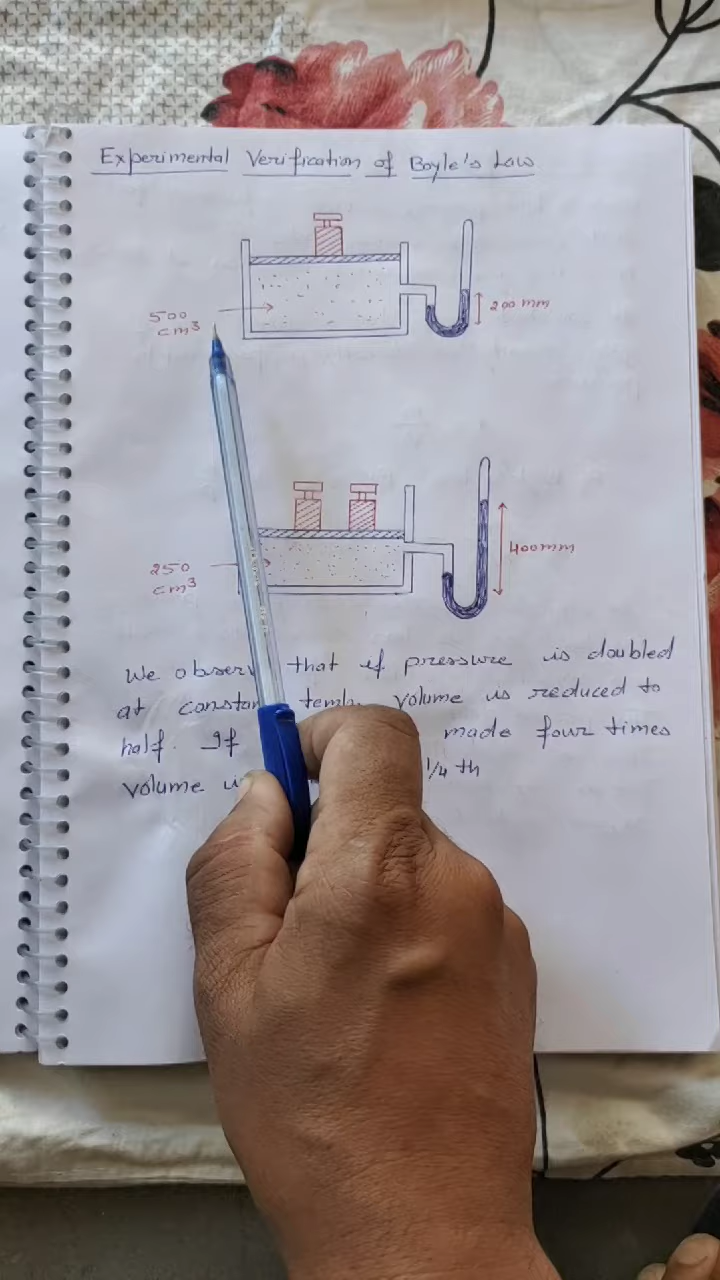 Experimental Verification of Boyle's Law
500
cm³
200 mm
250
cm³
400mm
We observ that if pressure is doubled
at constan temp. volume is reduced to
half. If made four times
volume 1/4 th